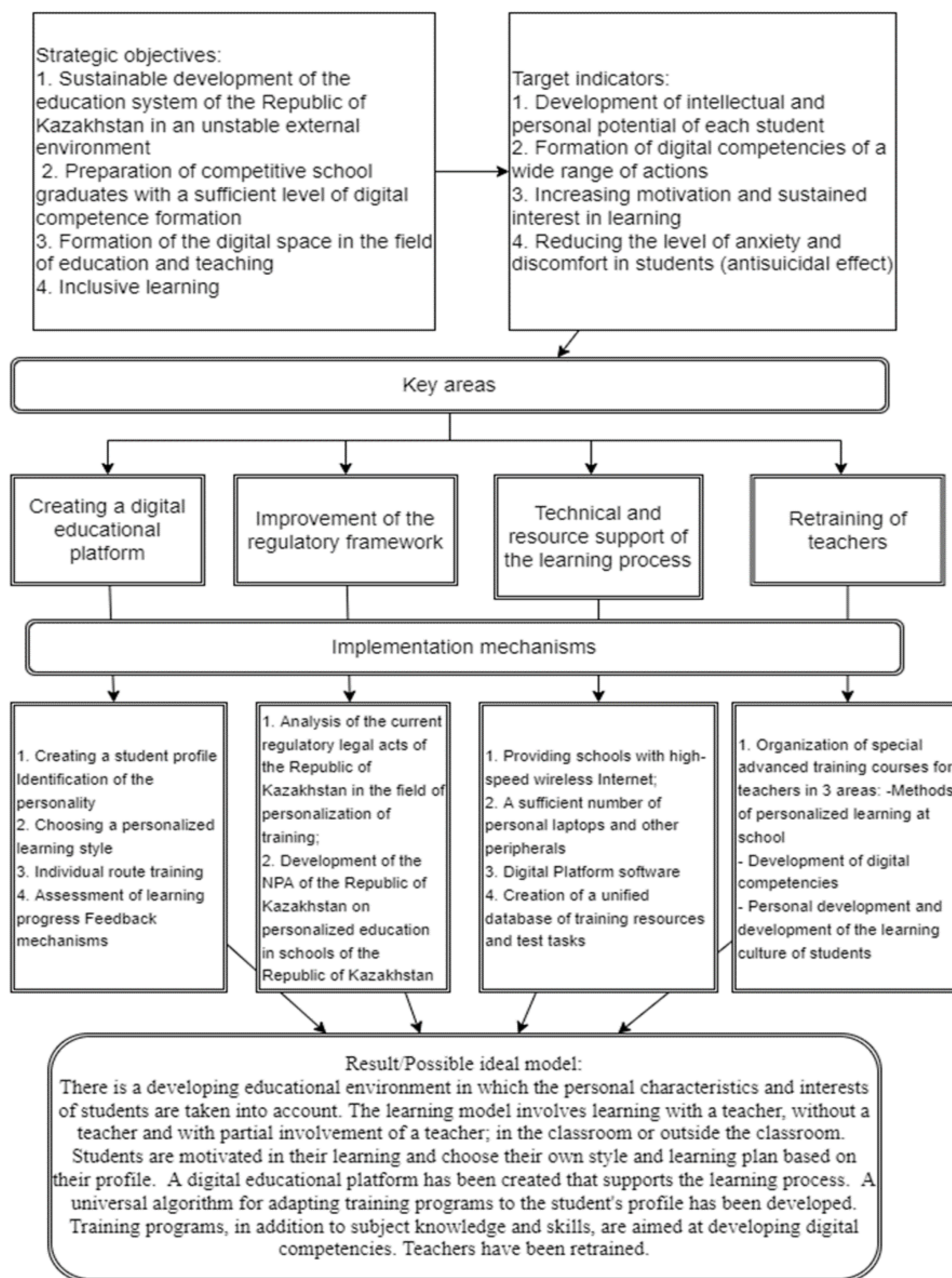 Strategic objectives:
1. Sustainable development of the
education system of the Republic of
Kazakhstan in an unstable external
environment
2. Preparation of competitive school
graduates with a sufficient level of digital
competence formation
3. Formation of the digital space in the field
of education and teaching
4. Inclusive learning
Target indicators:
1. Development of intellectual and
personal potential of each student
2. Formation of digital competencies of a
wide range of actions
3. Increasing motivation and sustained
interest in learning
4. Reducing the level of anxiety and
discomfort in students (antisuicidal effect)
Key areas
Creating a digital
educational
platform
Improvement of the
regulatory framework
Technical and
resource support of
the learning process
Retraining of
teachers
Implementation mechanisms
1. Creating a student profile
Identification of the
personality
2. Choosing a personalized
learning style
3. Individual route training
4. Assessment of learning
progress Feedback
mechanisms
1. Analysis of the current
regulatory legal acts of
the Republic of
Kazakhstan in the field of
personalization of
training;
2. Development of the
NPA of the Republic of
Kazakhstan on
personalized education
in schools of the
Republic of Kazakhstan
1. Providing schools with high-
speed wireless Internet;
2. A sufficient number of
personal laptops and other
peripherals
3. Digital Platform software
4. Creation of a unified
database of training resources
and test tasks
1. Organization of special
advanced training courses for
teachers in 3 areas: -Methods
of personalized learning at
school
- Development of digital
competencies
- Personal development and
development of the learning
culture of students
Result/Possible ideal model:
There is a developing educational environment in which the personal characteristics and interests
of students are taken into account. The learning model involves learning with a teacher, without a
teacher and with partial involvement of a teacher; in the classroom or outside the classroom.
Students are motivated in their learning and choose their own style and learning plan based on
their profile. A digital educational platform has been created that supports the learning process. A
universal algorithm for adapting training programs to the student's profile has been developed.
Training programs, in addition to subject knowledge and skills, are aimed at developing digital
competencies. Teachers have been retrained.